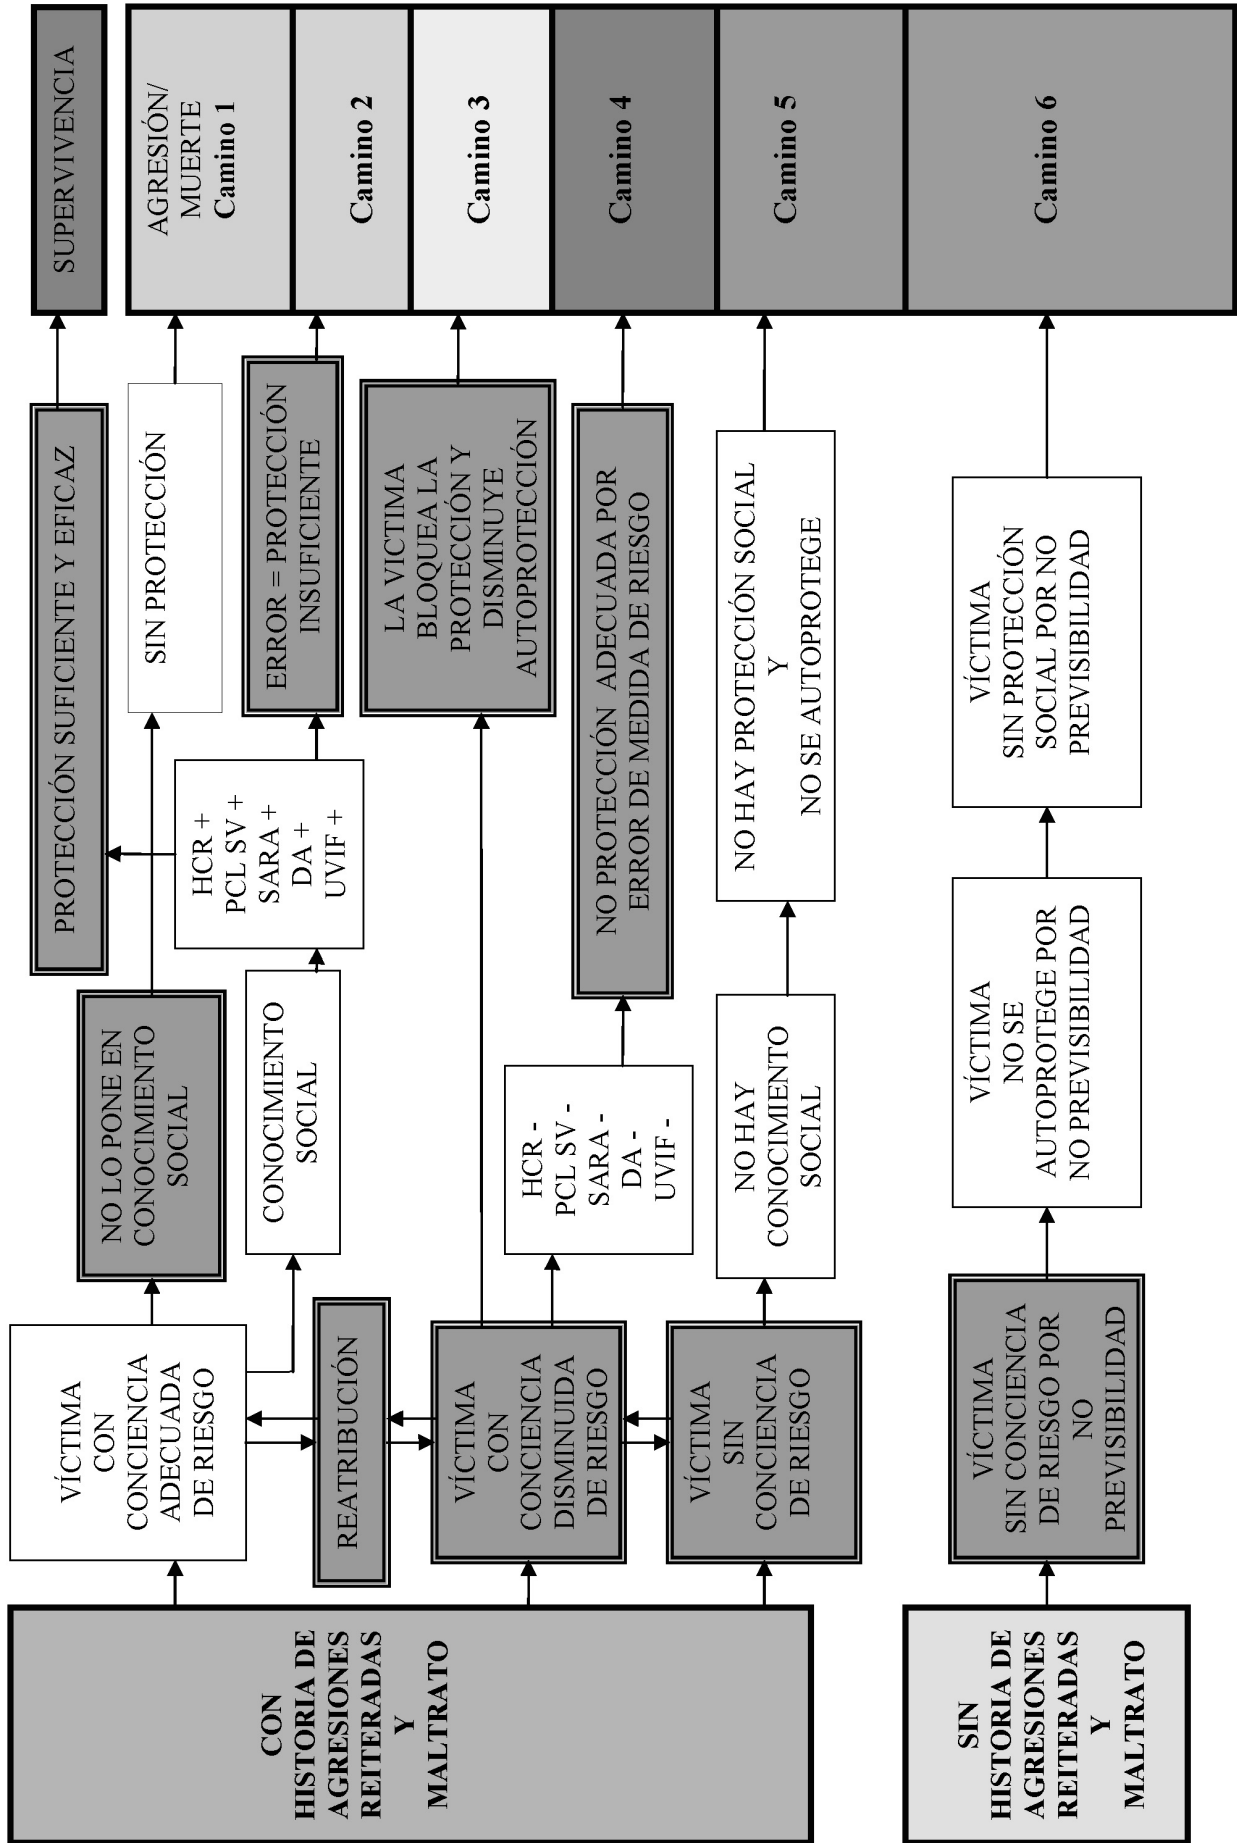 CON
HISTORIA DE
AGRESIONES
REITERADAS
Y
MALTRATO
SIN
HISTORIA DE
AGRESIONES
REITERADAS
Y
MALTRATO
VÍCTIMA
CON
CONCIENCIA
ADECUADA
DE RIESGO
REATRIBUCIÓN
VÍCTIMA
CON
CONCIENCIA
DISMINUIDA
DE RIESGO
VÍCTIMA
SIN
CONCIENCIA
DE RIESGO
VÍCTIMA
SIN CONCIENCIA
DE RIESGO POR
NO
PREVISIBILIDAD
NO LO PONE EN
CONOCIMIENTO
SOCIAL
CONOCIMIENTO
SOCIAL
HCR -
PCL SV -
SARA -
DA -
UVIF -
NO HAY
CONOCIMIENTO
SOCIAL
VÍCTIMA
NO SE
AUTOPROTEGE POR
NO PREVISIBILIDAD
HCR +
PCL SV +
SARA +
DA +
UVIF +
PROTECCIÓN SUFICIENTE Y EFICAZ
SIN PROTECCIÓN
ERROR = PROTECCIÓN
INSUFICIENTE
LA VICTIMA
BLOQUEA LA
PROTECCIÓN Y
DISMINUYE
AUTOPROTECCIÓN
NO PROTECCIÓN ADECUADA POR
ERROR DE MEDIDA DE RIESGO
NO HAY PROTECCIÓN SOCIAL
Y
NO SE AUTOPROTEGE
VÍCTIMA
SIN PROTECCIÓN
SOCIAL POR NO
PREVISIBILIDAD
SUPERVIVENCIA
AGRESIÓN/
MUERTE
Camino 1
Camino 2
Camino 3
Camino 4
Camino 5
Camino 6